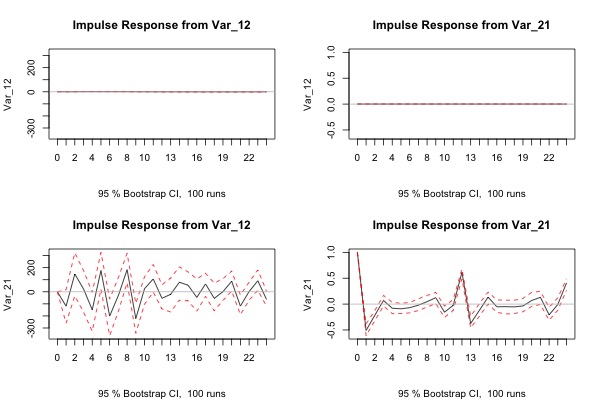 Impulse Response from Var_12
Var_12
-300 0 200
0 2 4 6 8 10 13 16 19 22
95 % Bootstrap CI, 100 runs
Impulse Response from Var_21
Var_12
-0.5 0.0 0.5 1.0
0 2 4 6 8 10 13 16 19 22
95 % Bootstrap CI, 100 runs
Impulse Response from Var_12
Var_21
-300 0 200
0 2 4 6 8 10 13 16 19 22
95 % Bootstrap CI, 100 runs
Impulse Response from Var_21
Var_21
-0.5 0.0 0.5 1.0
0 2 4 6 8 10 13 16 19 22
95 % Bootstrap CI, 100 runs